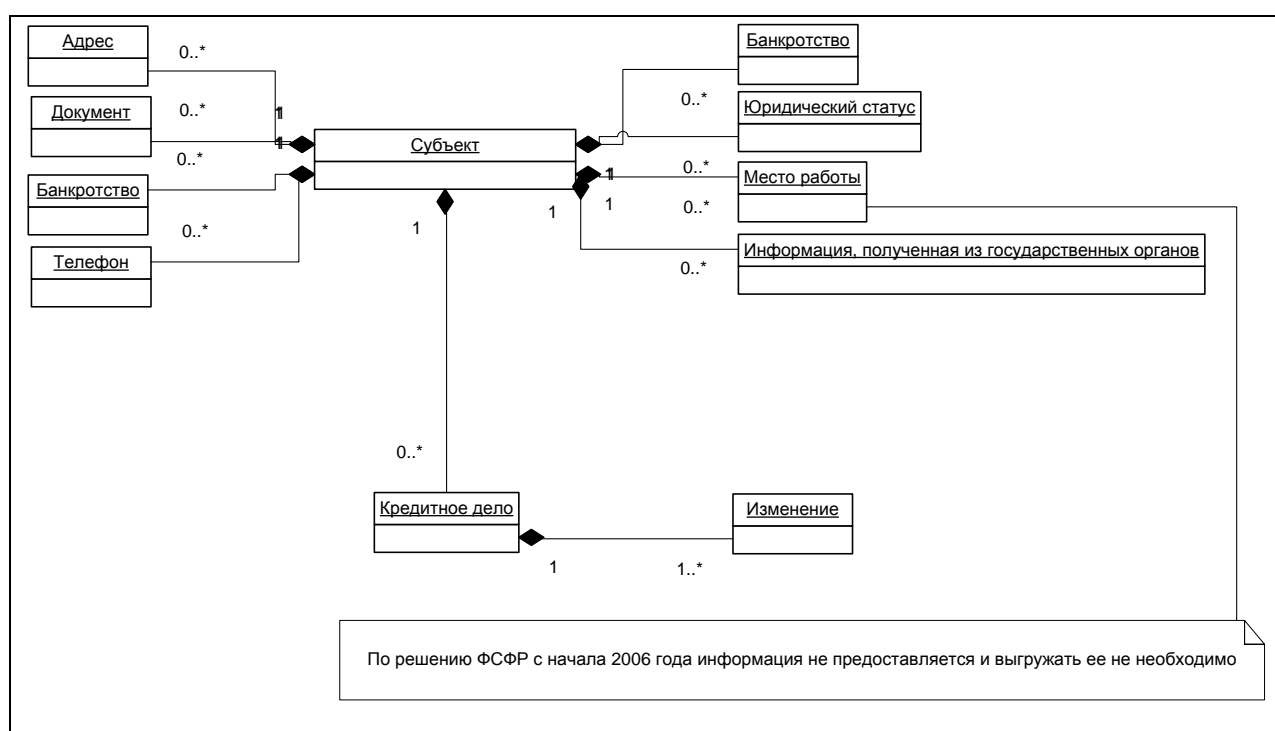 Адрес
0..*
Банкротство
0..*
Документ
0..*
1
1
Юридический статус
Субъект
0..*
Банкротство
0..*
1
1
0..*
Место работы
1
1
1
0..*
Телефон
0..*
Информация, полученная из государственных органов
0..*
0..*
Кредитное дело
Изменение
1
1..*
По решению ФСФР с начала 2006 года информация не предоставляется и выгружать ее не необходимо